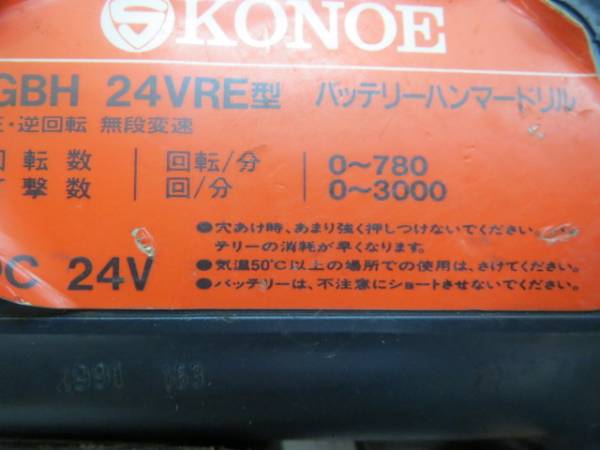 KONOE
GBH 24VRE型 バッテリーハンマードリル
正・逆回転 無段変速
回転数 回転/分 0～780
打撃数 回/分 0～3000
●穴あけ時、あまり強く押しつけないでください
テリーの消耗が早くなります。
DC 24V
●気温50℃以上の場所での使用は、さけてください。
●バッテリーは、不注意にショートさせないでください。